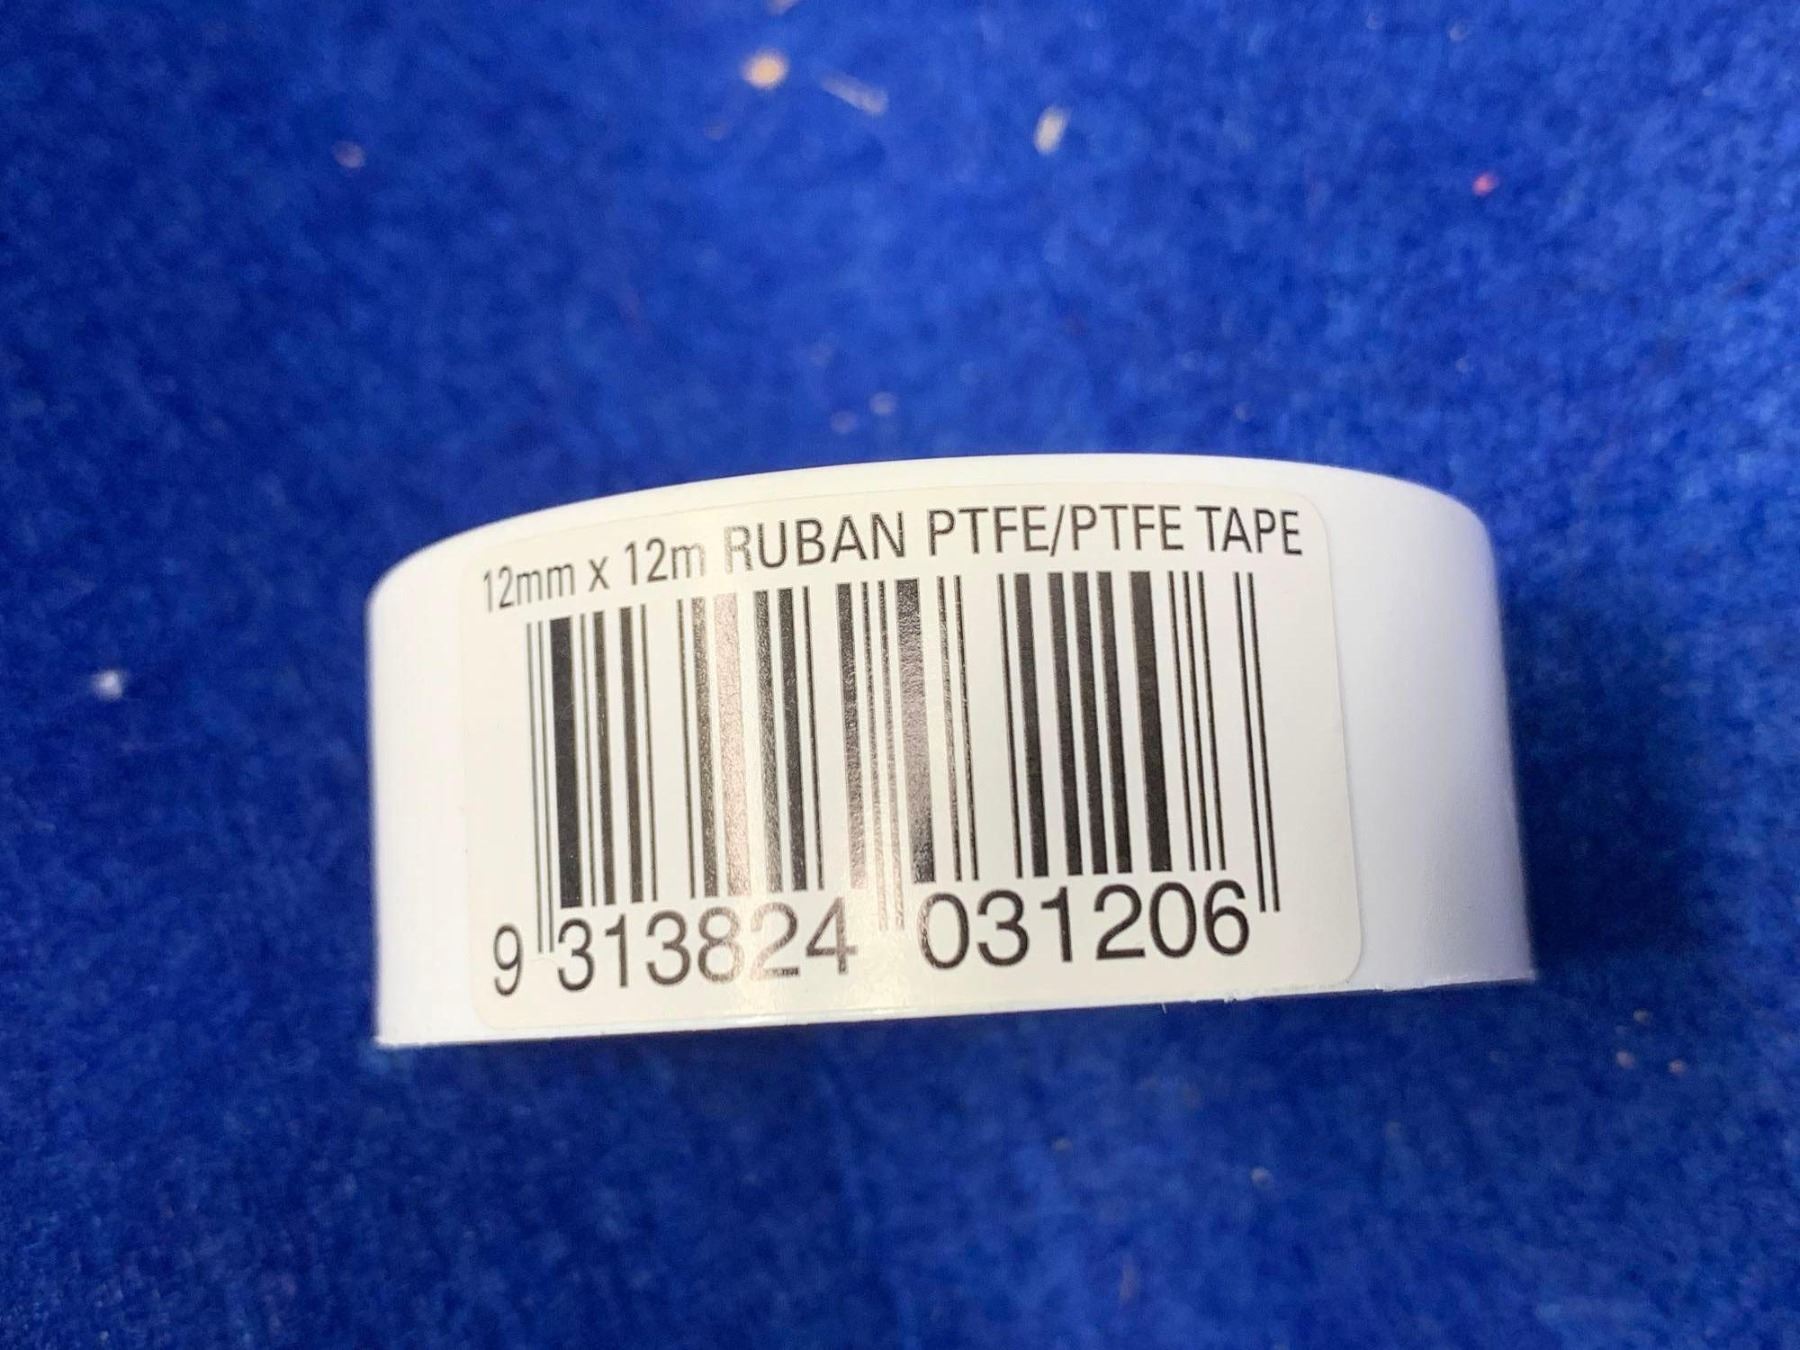 12mm x 12m RUBAN PTFE/PTFE TAPE
9 313824 031206